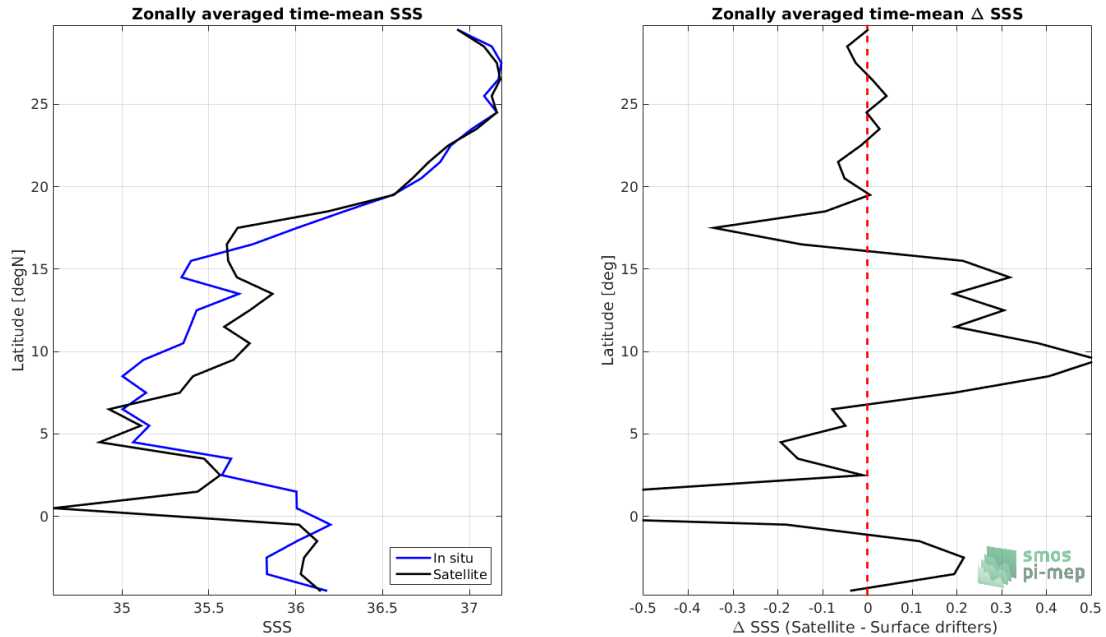 Zonally averaged time-mean SSS
Latitude [degN]
25
20
15
10
5
0
35
35.5
36
36.5
37
SSS
In situ
Satellite
Zonally averaged time-mean Δ SSS
Latitude [deg]
25
20
15
10
5
0
-0.5
-0.4
-0.3
-0.2
-0.1
0
0.1
0.2
0.3
0.4
0.5
Δ SSS (Satellite - Surface drifters)
smos
pi-mep